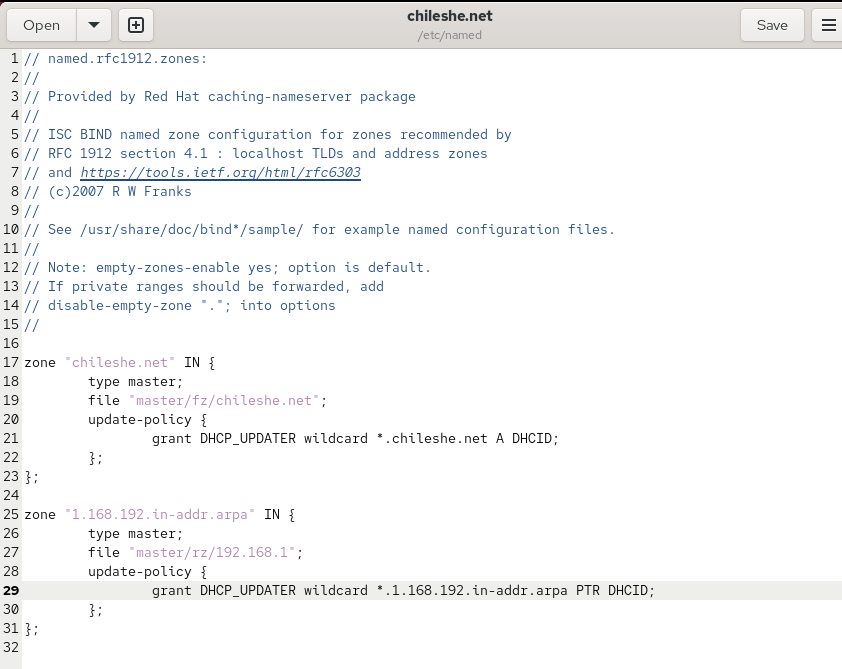 Open
chileshe.net
/etc/named
Save
1 // named.rfc1912.zones:
2 //
3 // Provided by Red Hat caching-nameserver package
4 //
5 // ISC BIND named zone configuration for zones recommended by
6 // RFC 1912 section 4.1 : localhost TLDs and address zones
7 // and https://tools.ietf.org/html/rfc6303
8 // (c)2007 R W Franks
9 //
10 // See /usr/share/doc/bind*/sample/ for example named configuration files.
11 //
12 // Note: empty-zones-enable yes; option is default.
13 // If private ranges should be forwarded, add
14 // disable-empty-zone "."; into options
15 //
16
17 zone "chileshe.net" IN {
18         type master;
19         file "master/fz/chileshe.net";
20         update-policy {
21                 grant DHCP_UPDATER wildcard *.chileshe.net A DHCID;
22         };
23 };
24
25 zone "1.168.192.in-addr.arpa" IN {
26         type master;
27         file "master/rz/192.168.1";
28         update-policy {
29                 grant DHCP_UPDATER wildcard *.1.168.192.in-addr.arpa PTR DHCID;
30         };
31 };
32